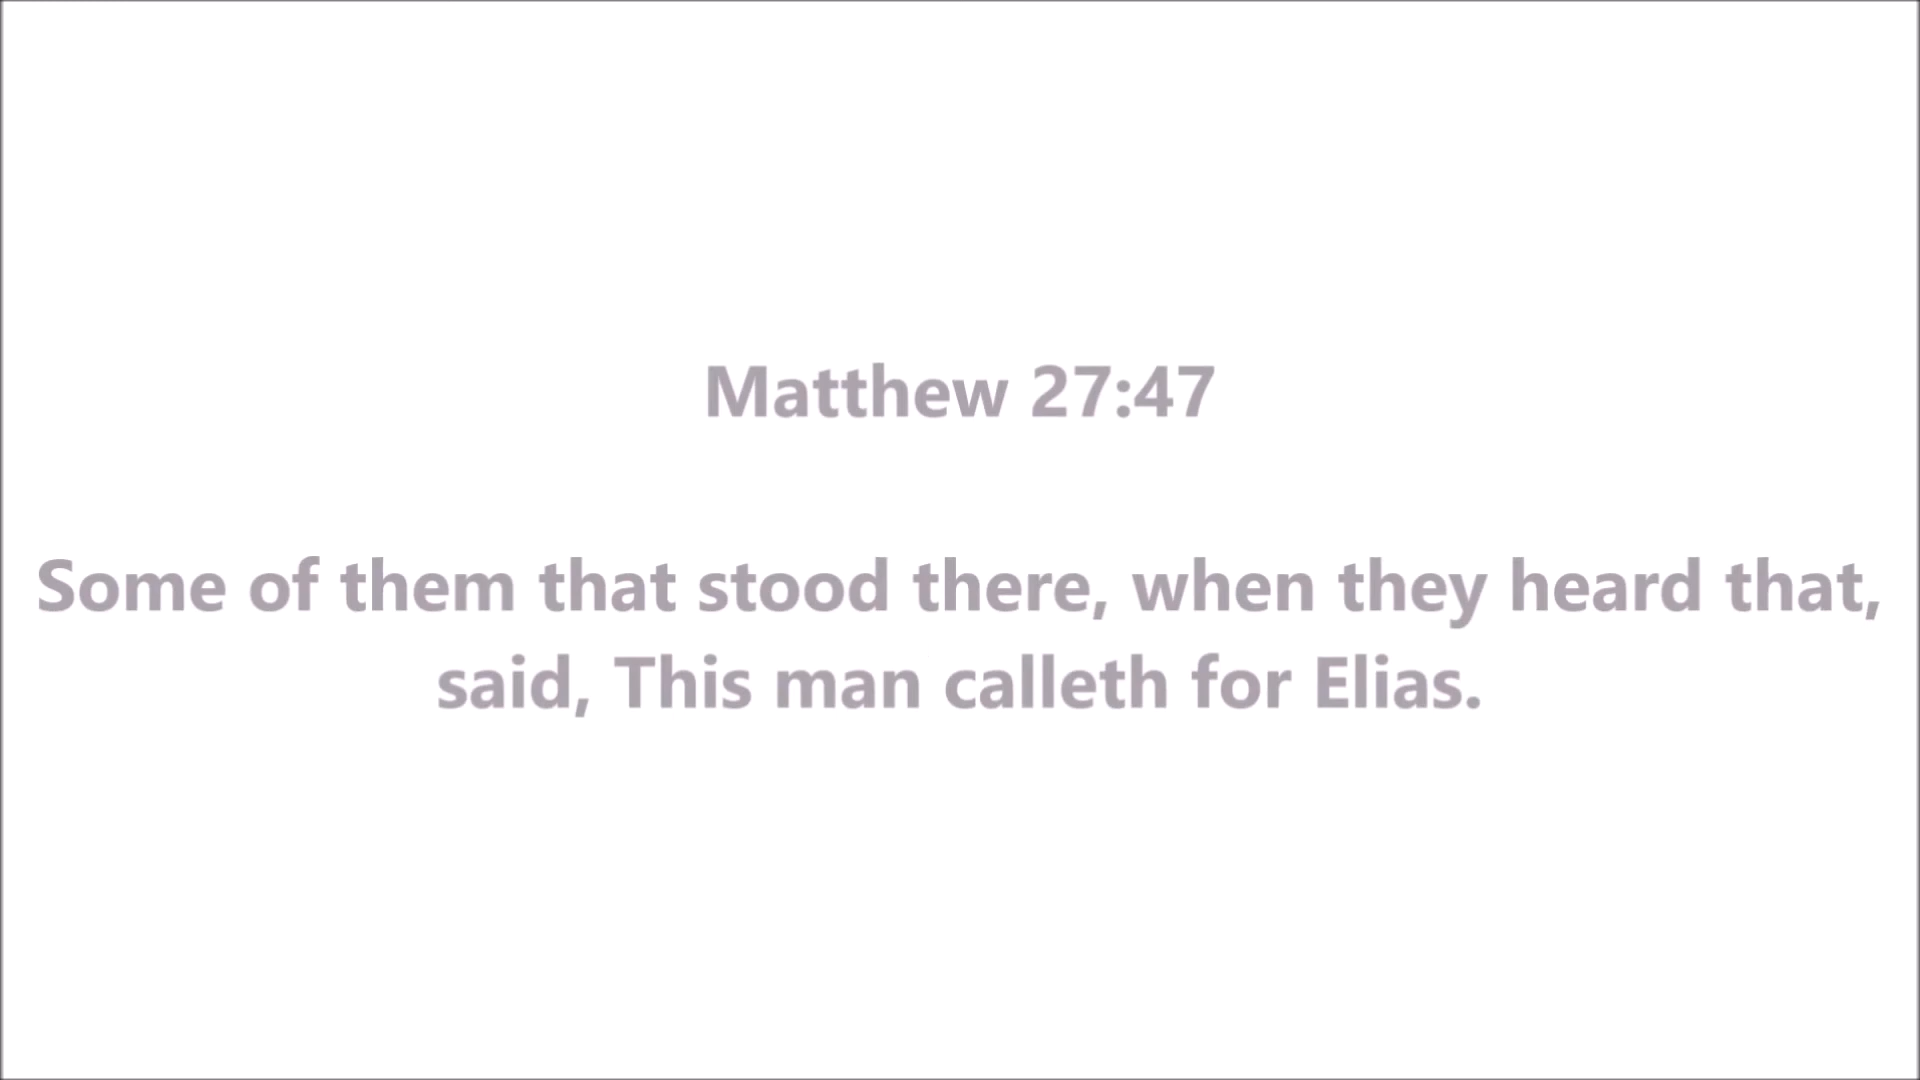 Matthew 27:47
Some of them that stood there, when they heard that,
said, This man calleth for Elias.